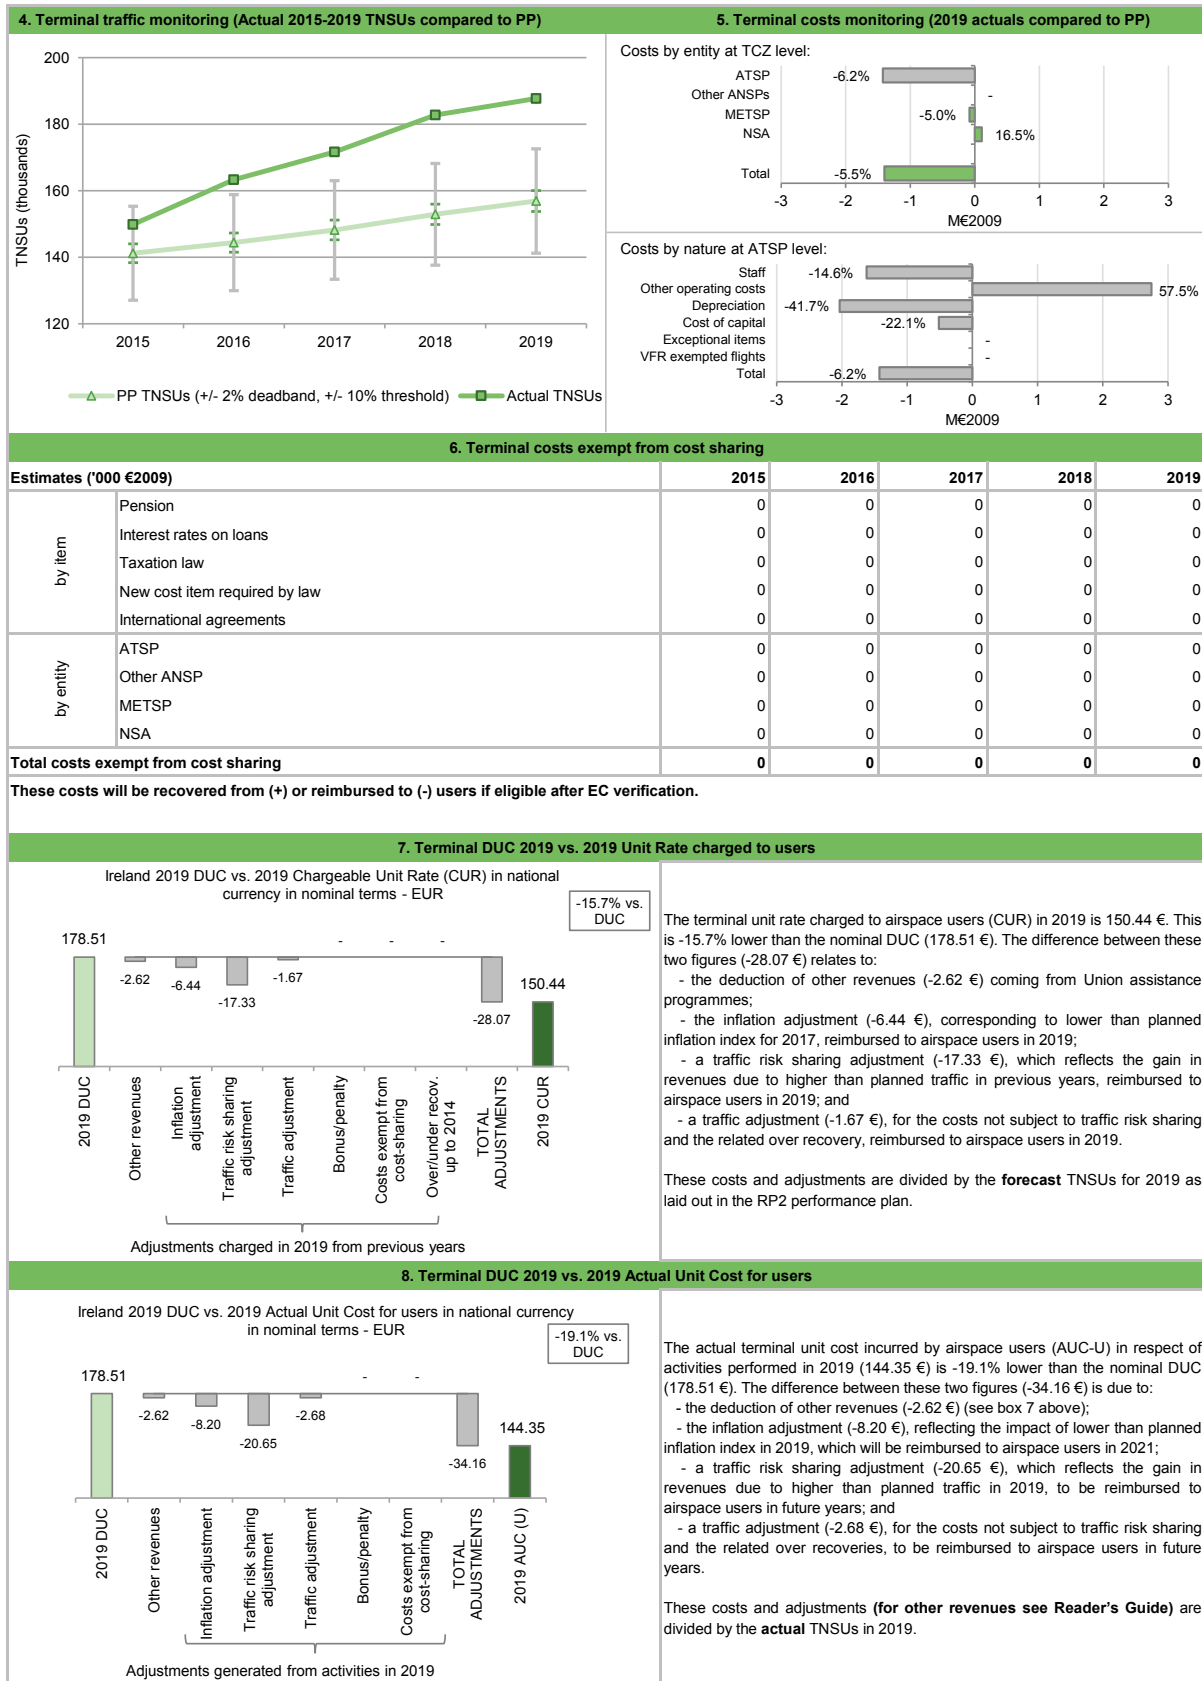 4. Terminal traffic monitoring (Actual 2015-2019 TNSUs compared to PP)
200
180
160
140
120
TNSUs (thousands)
2015 2016 2017 2018 2019
PP TNSUs (+/- 2% deadband, +/- 10% threshold) Actual TNSUs
5. Terminal costs monitoring (2019 actuals compared to PP)
Costs by entity at TCZ level:
ATSP -6.2%
Other ANSPs -
METSP -5.0%
NSA 16.5%
Total -5.5%
-3 -2 -1 0 1 2 3
M€2009
Costs by nature at ATSP level:
Staff -14.6%
Other operating costs 57.5%
Depreciation -41.7%
Cost of capital -22.1%
Exceptional items -
VFR exempted flights -
Total -6.2%
-3 -2 -1 0 1 2 3
M€2009
6. Terminal costs exempt from cost sharing
Estimates ('000 €2009) 2015 2016 2017 2018 2019
by item
Pension 0 0 0 0 0
Interest rates on loans 0 0 0 0 0
Taxation law 0 0 0 0 0
New cost item required by law 0 0 0 0 0
International agreements 0 0 0 0 0
by entity
ATSP 0 0 0 0 0
Other ANSP 0 0 0 0 0
METSP 0 0 0 0 0
NSA 0 0 0 0 0
Total costs exempt from cost sharing 0 0 0 0 0
These costs will be recovered from (+) or reimbursed to (-) users if eligible after EC verification.
7. Terminal DUC 2019 vs. 2019 Unit Rate charged to users
Ireland 2019 DUC vs. 2019 Chargeable Unit Rate (CUR) in national
currency in nominal terms - EUR
-15.7% vs.
DUC
178.51
-2.62
-6.44
-17.33
-1.67
-
-
-
-28.07
150.44
2019 DUC
Other revenues
Inflation
adjustment
Traffic risk sharing
adjustment
Traffic adjustment
Bonus/penalty
Costs exempt from
cost-sharing
Over/under recov.
up to 2014
TOTAL
ADJUSTMENTS
2019 CUR
Adjustments charged in 2019 from previous years
The terminal unit rate charged to airspace users (CUR) in 2019 is 150.44 €. This
is -15.7% lower than the nominal DUC (178.51 €). The difference between these
two figures (-28.07 €) relates to:
- the deduction of other revenues (-2.62 €) coming from Union assistance
programmes;
- the inflation adjustment (-6.44 €), corresponding to lower than planned
inflation index for 2017, reimbursed to airspace users in 2019;
- a traffic risk sharing adjustment (-17.33 €), which reflects the gain in
revenues due to higher than planned traffic in previous years, reimbursed to
airspace users in 2019; and
- a traffic adjustment (-1.67 €), for the costs not subject to traffic risk sharing
and the related over recovery, reimbursed to airspace users in 2019.
These costs and adjustments are divided by the forecast TNSUs for 2019 as
laid out in the RP2 performance plan.
8. Terminal DUC 2019 vs. 2019 Actual Unit Cost for users
Ireland 2019 DUC vs. 2019 Actual Unit Cost for users in national currency
in nominal terms - EUR
-19.1% vs.
DUC
178.51
-2.62
-8.20
-20.65
-2.68
-
-
-34.16
144.35
2019 DUC
Other revenues
Inflation adjustment
Traffic risk sharing
adjustment
Traffic adjustment
Bonus/penalty
Costs exempt from
cost-sharing
TOTAL
ADJUSTMENTS
2019 AUC (U)
Adjustments generated from activities in 2019
The actual terminal unit cost incurred by airspace users (AUC-U) in respect of
activities performed in 2019 (144.35 €) is -19.1% lower than the nominal DUC
(178.51 €). The difference between these two figures (-34.16 €) is due to:
- the deduction of other revenues (-2.62 €) (see box 7 above);
- the inflation adjustment (-8.20 €), reflecting the impact of lower than planned
inflation index in 2019, which will be reimbursed to airspace users in 2021;
- a traffic risk sharing adjustment (-20.65 €), which reflects the gain in
revenues due to higher than planned traffic in 2019, to be reimbursed to
airspace users in future years; and
- a traffic adjustment (-2.68 €), for the costs not subject to traffic risk sharing
and the related over recoveries, to be reimbursed to airspace users in future
years.
These costs and adjustments (for other revenues see Reader's Guide) are
divided by the actual TNSUs in 2019.